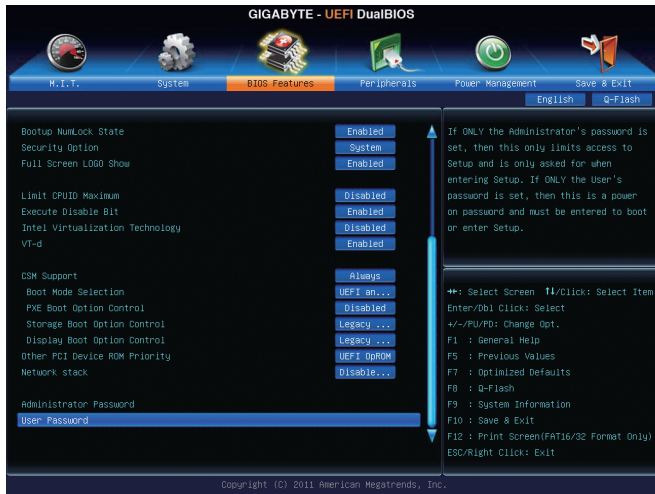 GIGABYTE - UEFI DualBIOS
M.I.T. System BIOS Features Peripherals Power Management Save & Exit
English Q-Flash
Bootup NumLock State Enabled
Security Option System
Full Screen LOGO Show Enabled
Limit CPUID Maximum Disabled
Execute Disable Bit Enabled
Intel Virtualization Technology Disabled
VT-d Enabled
CSM Support Always
Boot Mode Selection UEFI an...
PXE Boot Option Control Disabled
Storage Boot Option Control Legacy ...
Display Boot Option Control Legacy ...
Other PCI Device ROM Priority UEFI OpROM
Network stack Disable...
Administrator Password
User Password
If ONLY the Administrator's password is
set, then this only limits access to
Setup and is only asked for when
entering Setup. If ONLY the User's
password is set, then this is a power
on password and must be entered to boot
or enter Setup.
→←: Select Screen ↑↓/Click: Select Item
Enter/Dbl Click: Select
+/-/PU/PD: Change Opt.
F1 : General Help
F5 : Previous Values
F7 : Optimized Defaults
F8 : Q-Flash
F9 : System Information
F10 : Save & Exit
F12 : Print Screen(FAT16/32 Format Only)
ESC/Right Click: Exit
Copyright (C) 2011 American Megatrends, Inc.